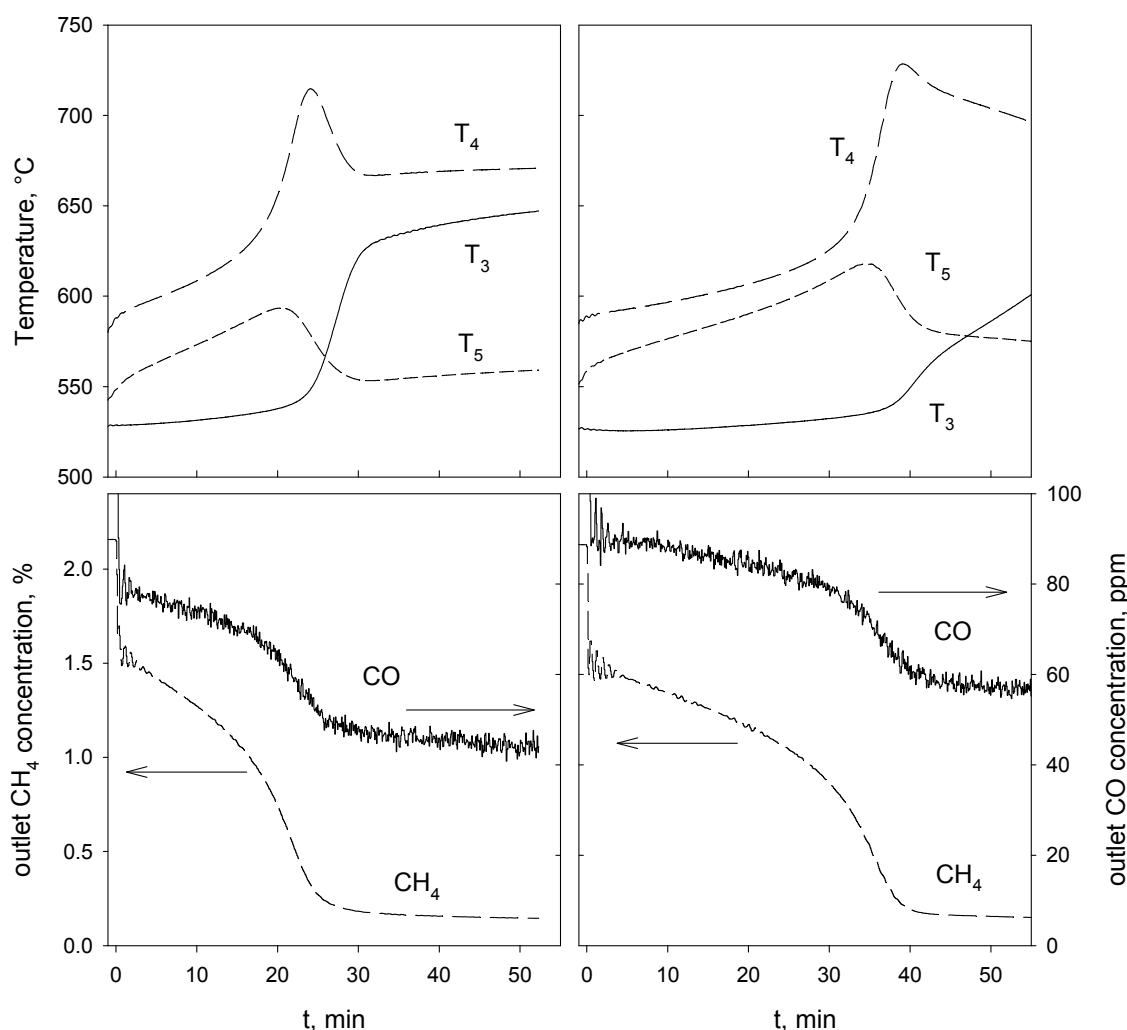 750
700
650
600
550
500
Temperature, °C
T4
T3
T5
T4
T5
T3
2.0
1.5
1.0
0.5
0.0
outlet CH4 concentration, %
CO
CH4
CO
CH4
100
80
60
40
20
0
outlet CO concentration, ppm
0 10 20 30 40 50
0 10 20 30 40 50
t, min
t, min